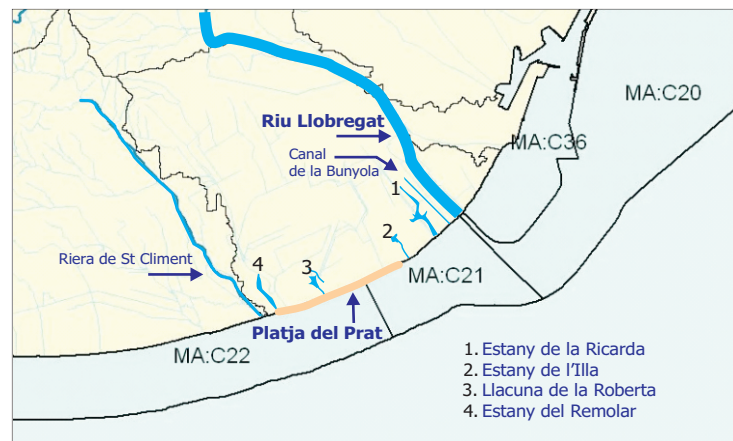 MA:C20
Riu Llobregat
MA:C36
Canal
de la Bunyola
1
2
Riera de St Climent
4
3
MA:C21
Platja del Prat
MA:C22
1. Estany de la Ricarda
2. Estany de l'Illa
3. Llacuna de la Roberta
4. Estany del Remolar